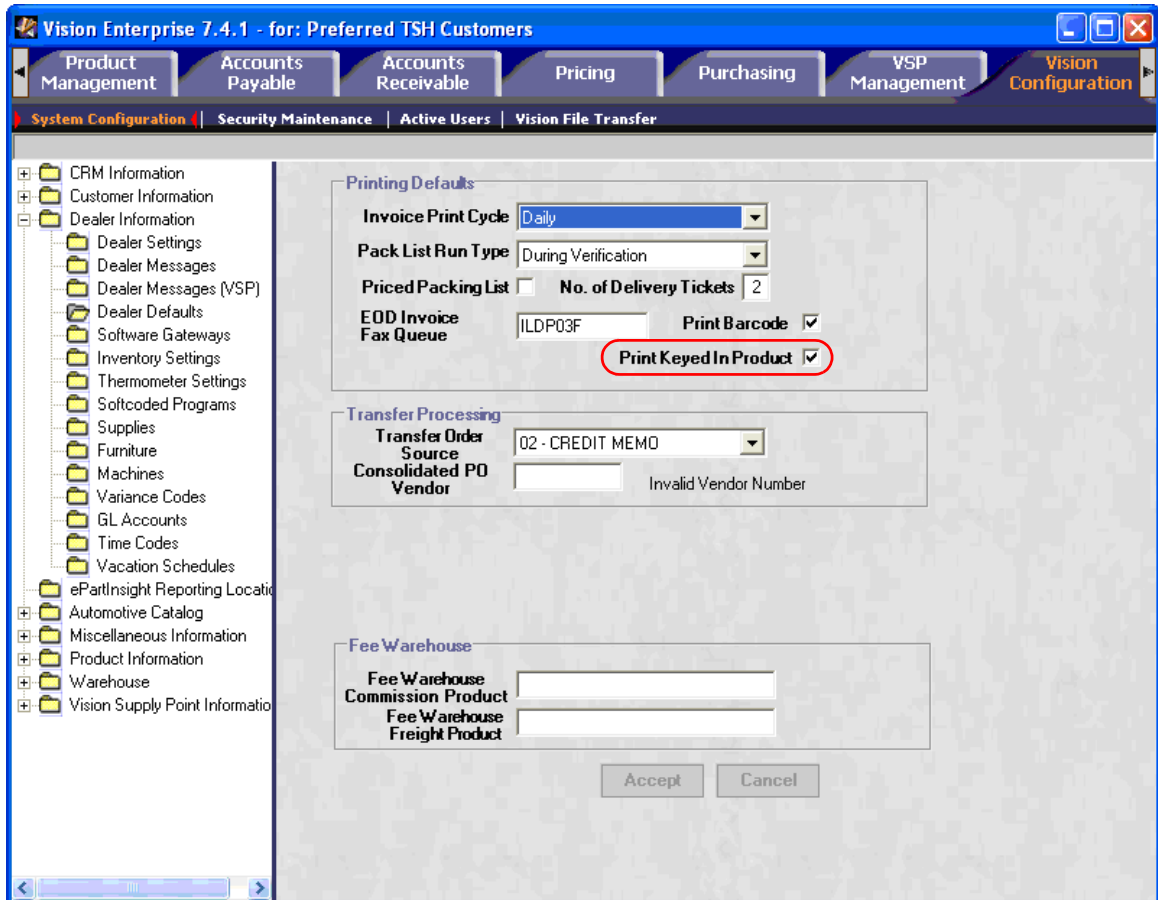 Vision Enterprise 7.4.1 - for: Preferred TSH Customers
Product Management
Accounts Payable
Accounts Receivable
Pricing
Purchasing
VSP Management
Vision Configuration
System Configuration | Security Maintenance | Active Users | Vision File Transfer
CRM Information
Customer Information
Dealer Information
Dealer Settings
Dealer Messages
Dealer Messages (VSP)
Dealer Defaults
Software Gateways
Inventory Settings
Thermometer Settings
Softcoded Programs
Supplies
Furniture
Machines
Variance Codes
GL Accounts
Time Codes
Vacation Schedules
ePartInsight Reporting Locatic
Automotive Catalog
Miscellaneous Information
Product Information
Warehouse
Vision Supply Point Informatio
Printing Defaults
Invoice Print Cycle Daily
Pack List Run Type During Verification
Priced Packing List No. of Delivery Tickets 2
EOD Invoice
Fax Queue
ILDP03F
Print Barcode
Print Keyed In Product
Transfer Processing
Transfer Order
Source
02 - CREDIT MEMO
Consolidated PO
Vendor
Invalid Vendor Number
Fee Warehouse
Fee Warehouse
Commission Product
Fee Warehouse
Freight Product
Accept Cancel